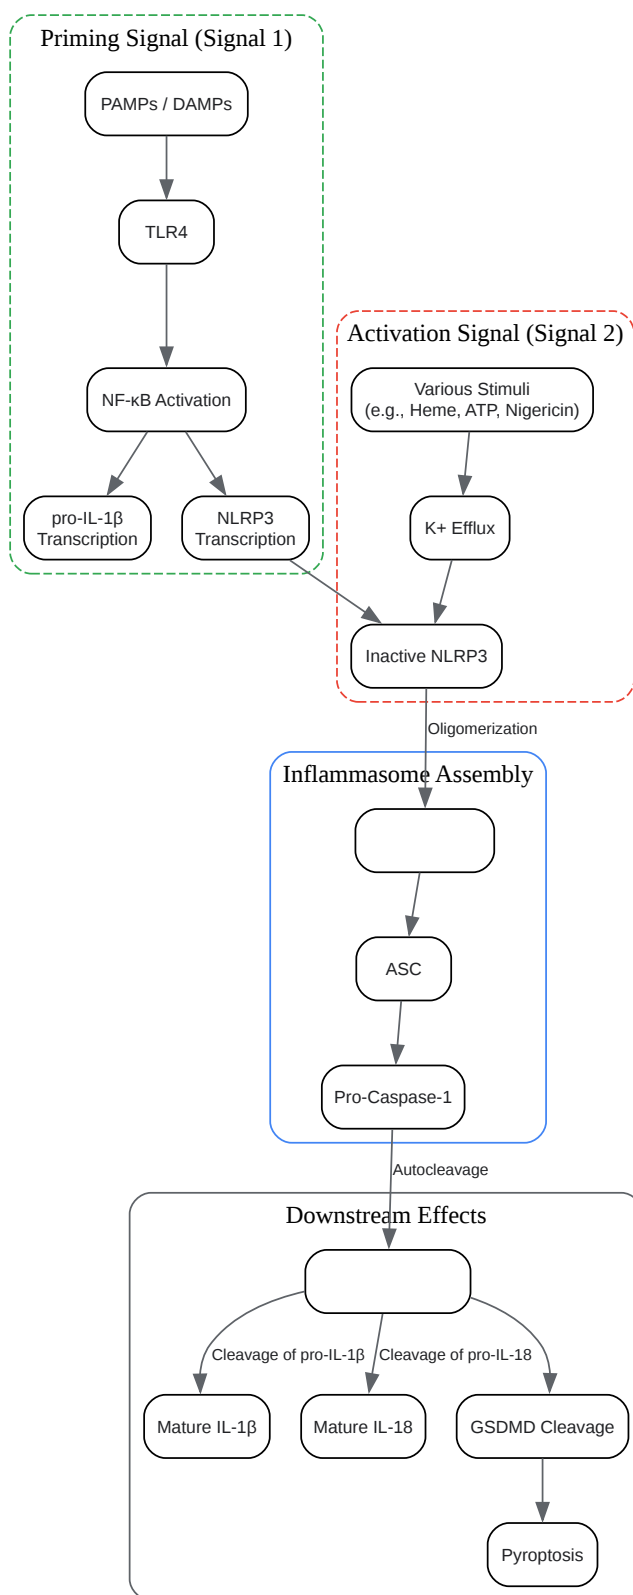 Priming Signal (Signal 1)
PAMPs / DAMPs
TLR4
NF-κB Activation
pro-IL-1β
Transcription
NLRP3
Transcription
Activation Signal (Signal 2)
Various Stimuli
(e.g., Heme, ATP, Nigericin)
K+ Efflux
Inactive NLRP3
Oligomerization
Inflammasome Assembly
ASC
Pro-Caspase-1
Autocleavage
Downstream Effects
Cleavage of pro-IL-1β
Cleavage of pro-IL-18
Mature IL-1β
Mature IL-18
GSDMD Cleavage
Pyroptosis